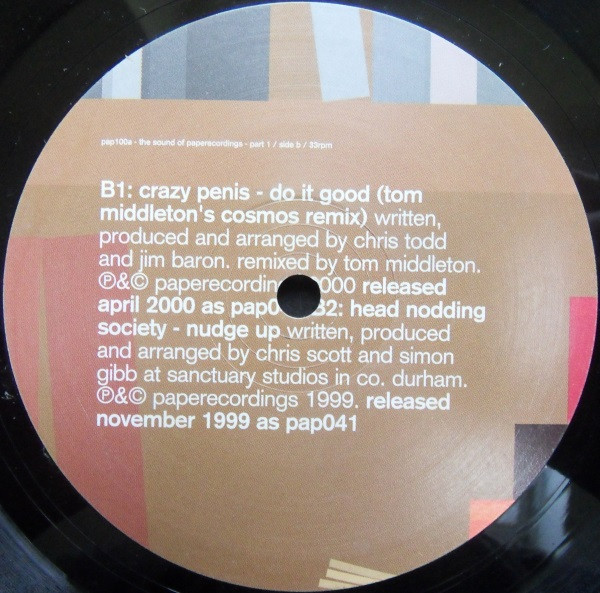 pap100a - the sound of paperecordings - part 1 / side b / 33rpm
B1: crazy penis - do it good (tom
middleton's cosmos remix) written,
produced and arranged by chris todd
and jim baron. remixed by tom middleton.
℗&© paperecordings 2000 released
april 2000 as B2: head nodding
society - nudge up written, produced
and arranged by chris scott and simon
gibb at sanctuary studios in co. durham.
℗&© paperecordings 1999. released
november 1999 as pap041